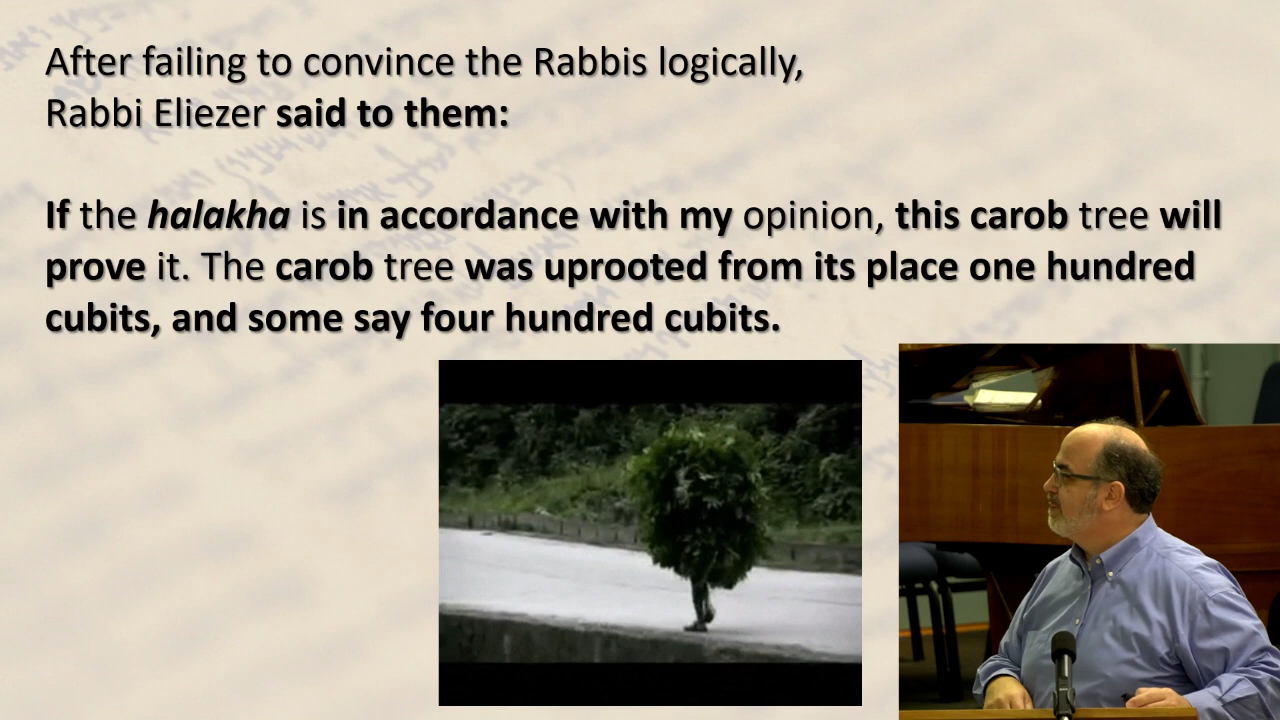 After failing to convince the Rabbis logically,
Rabbi Eliezer said to them:
If the halakha is in accordance with my opinion, this carob tree will
prove it. The carob tree was uprooted from its place one hundred
cubits, and some say four hundred cubits.